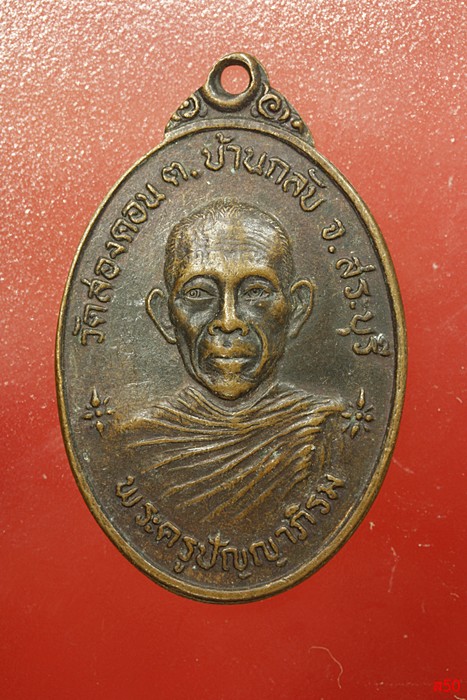 วัดสองคอน ต.บ้านกลับ จ.สระบุรี
พระครูปัญญาภิรม